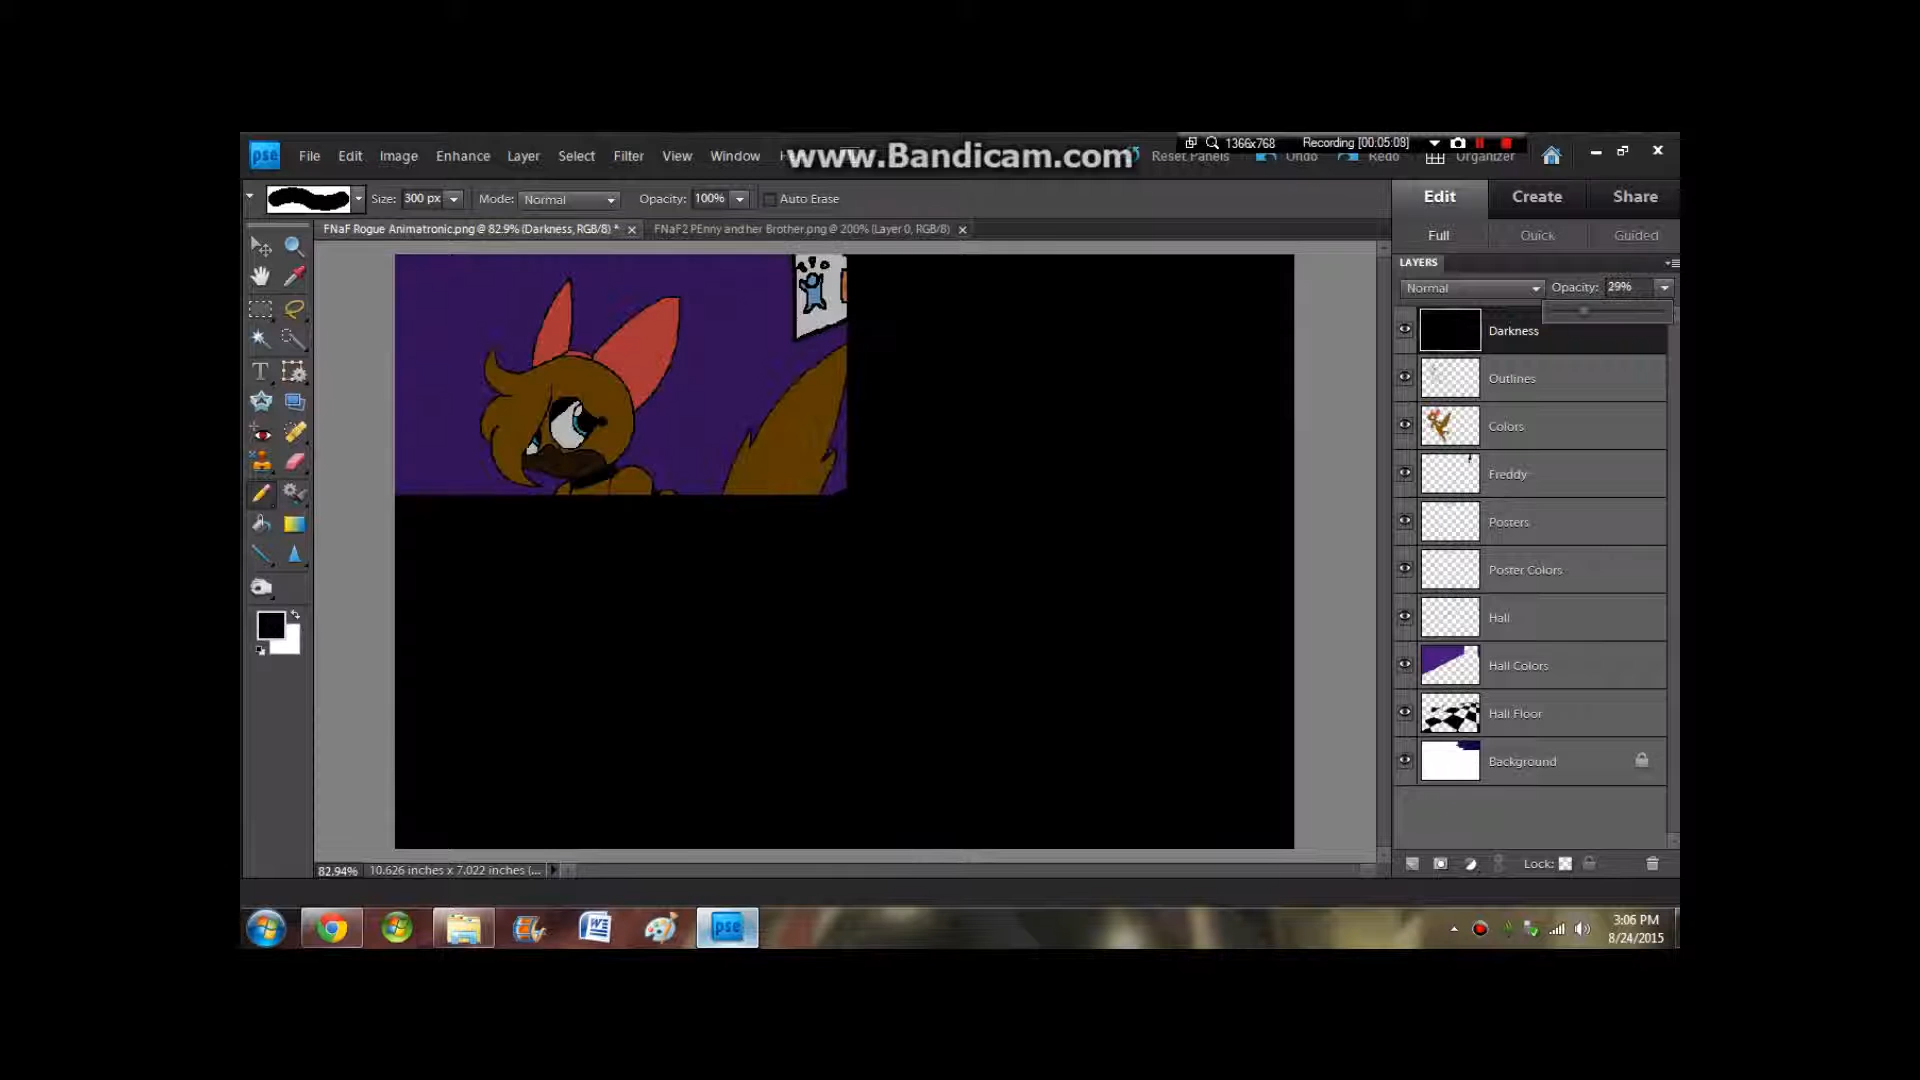 1366x768 Recording [00:05:08]
pse File Edit Image Enhance Layer Select Filter View Window www.Bandicam.com Reset Panels Undo Redo Organizer
Size: 300 px Mode: Normal Opacity: 100% Auto Erase
Edit Create Share
FNaF Rogue Animatronic.png @ 82.9% (Darkness, RGB/8) * FNaF2 PEnny and her Brother.png @ 200% (Layer 0, RGB/8)
Full Quick Guided
LAYERS
Normal Opacity: 29%
Darkness
Outlines
Colors
Freddy
Posters
Poster Colors
Hall
Hall Colors
Hall Floor
Background
Lock:
82.94% 10.626 inches x 7.022 inches (...
pse
3:06 PM
8/24/2015